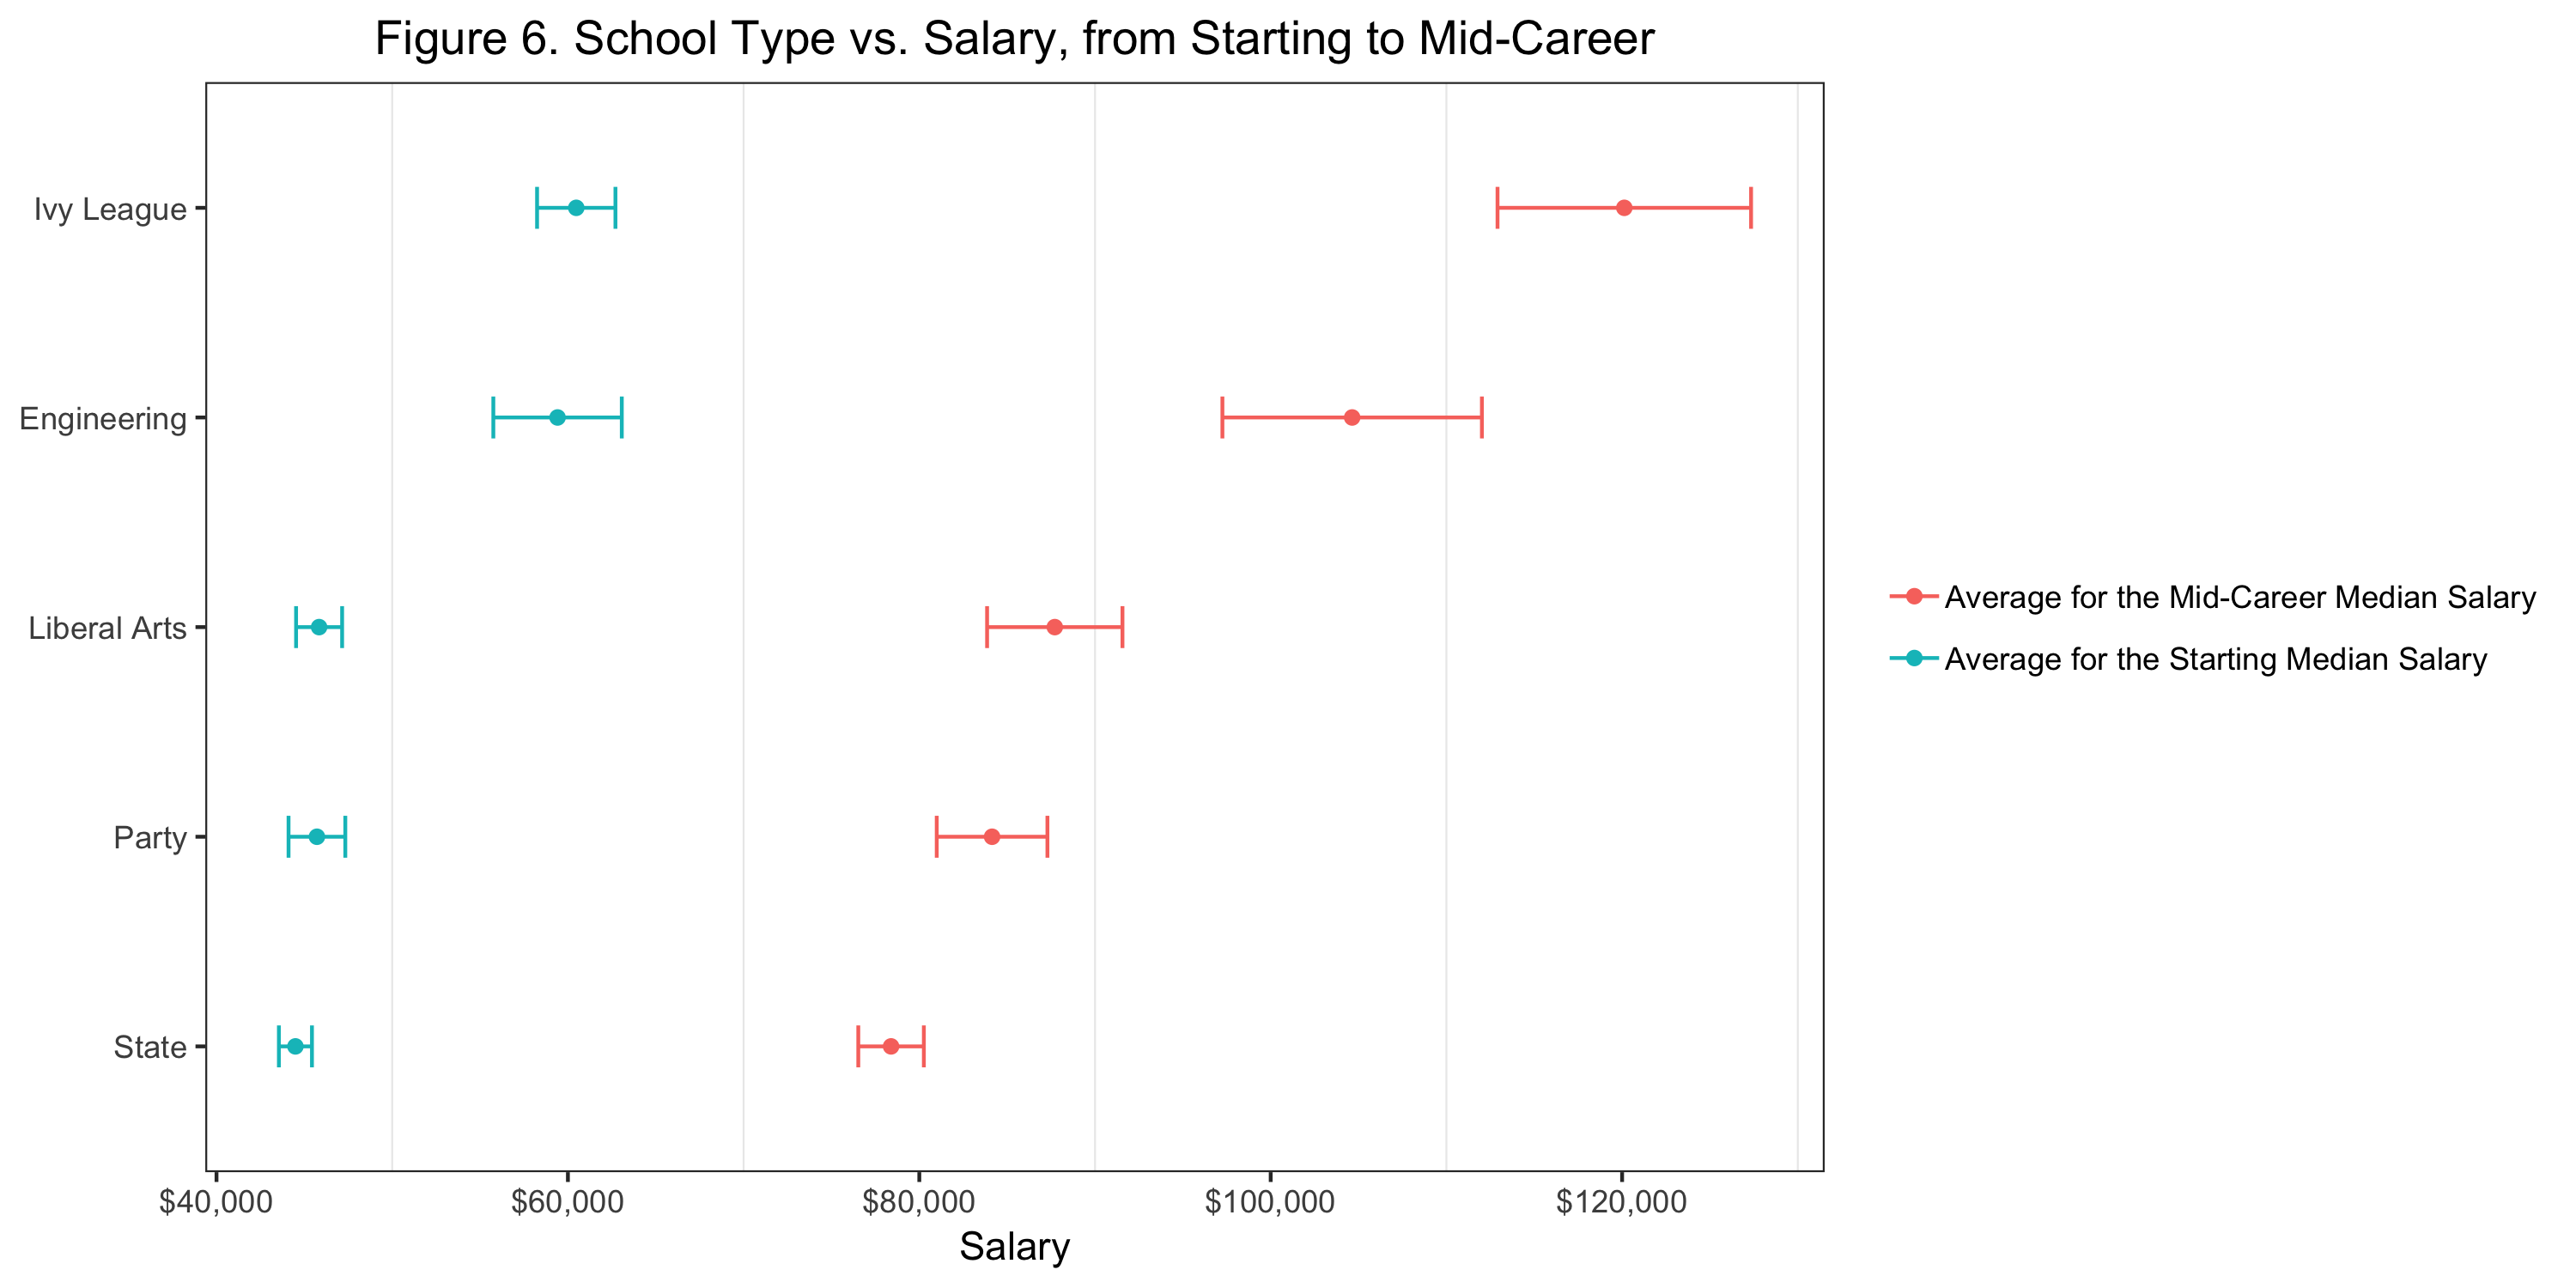 Figure 6. School Type vs. Salary, from Starting to Mid-Career
Ivy League
Engineering
Liberal Arts
Party
State
$40,000
$60,000
$80,000
$100,000
$120,000
Salary
Average for the Mid-Career Median Salary
Average for the Starting Median Salary